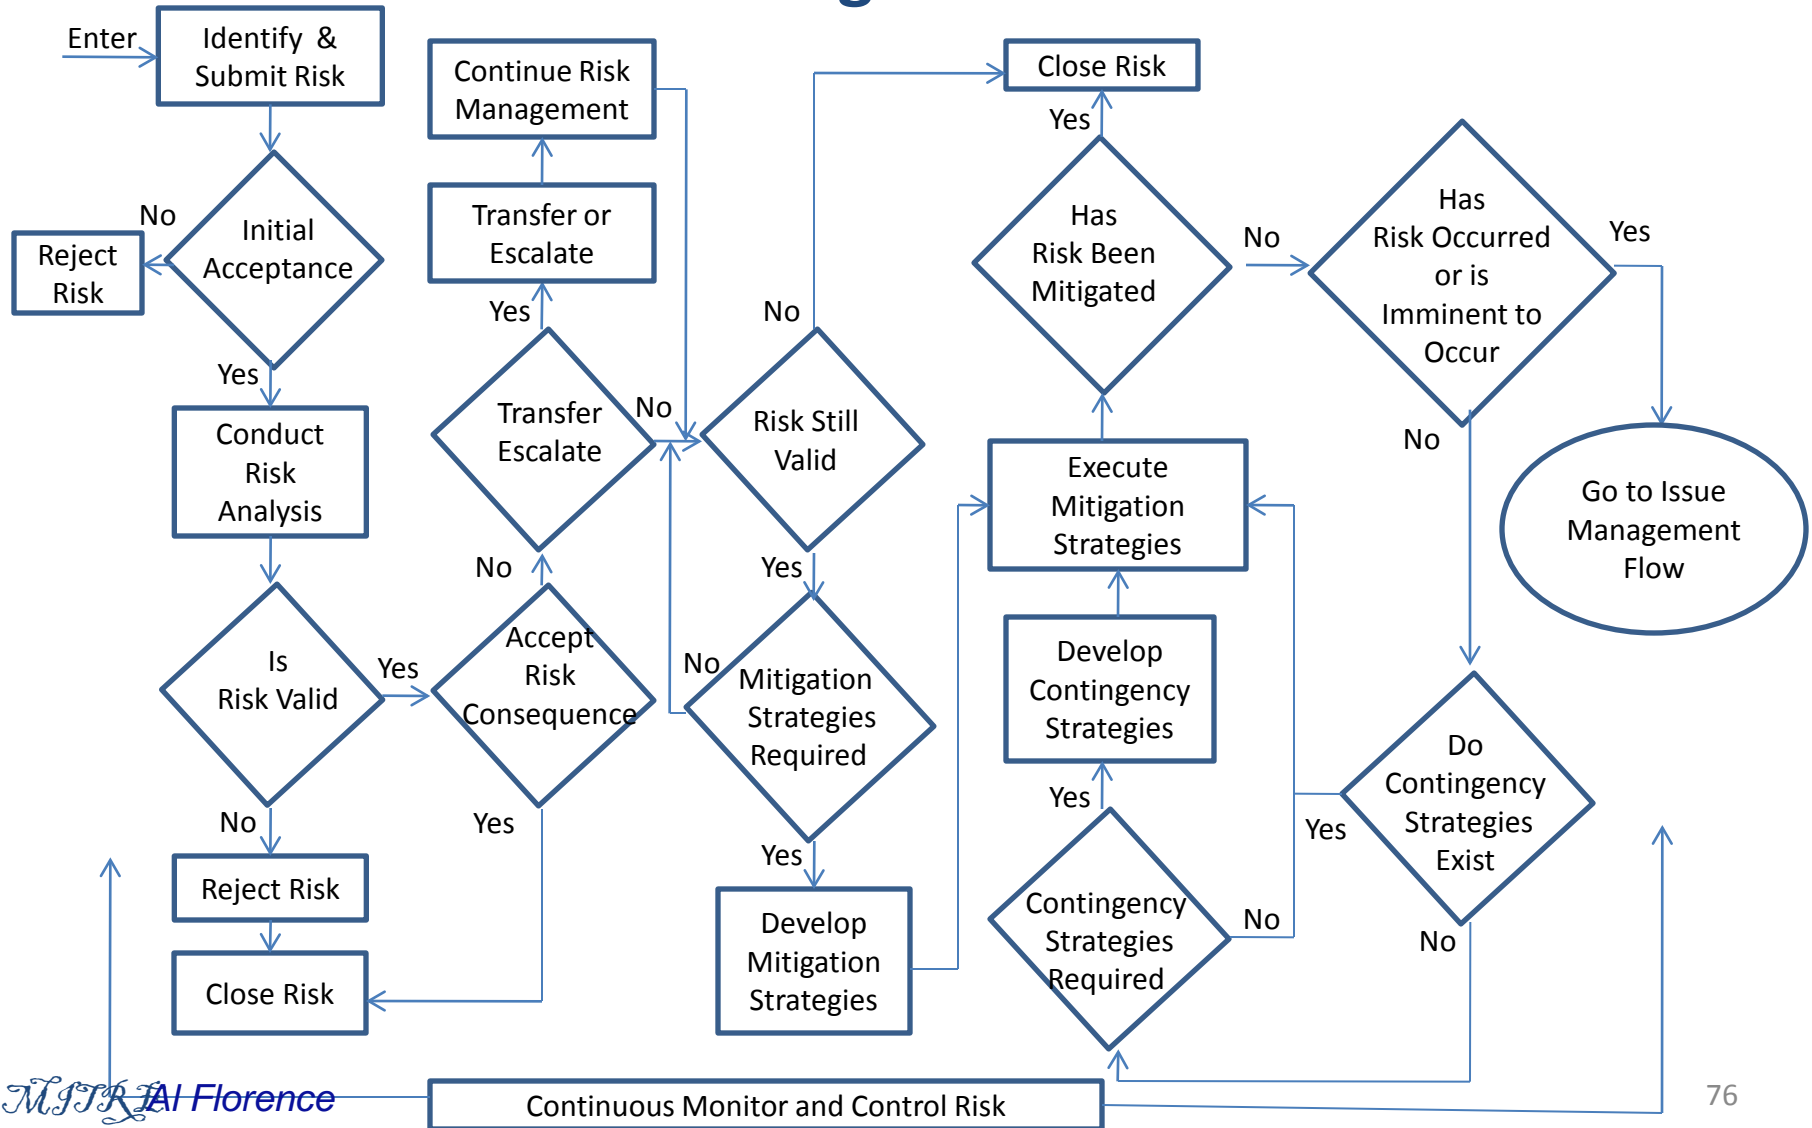 Enter
Identify &
Submit Risk
No
Initial
Acceptance
Reject
Risk
Yes
Conduct
Risk
Analysis
Is
Risk Valid
Yes
No
Reject Risk
Close Risk
Continue Risk
Management
Transfer or
Escalate
Yes
Transfer
Escalate
No
No
Accept
Risk
Consequence
Yes
No
Risk Still
Valid
Yes
No
Mitigation
Strategies
Required
Yes
Develop
Mitigation
Strategies
Close Risk
Yes
Has
Risk Been
Mitigated
No
Execute
Mitigation
Strategies
Develop
Contingency
Strategies
Yes
Contingency
Strategies
Required
No
Has
Risk Occurred
or is
Imminent to
Occur
Yes
No
Go to Issue
Management
Flow
Do
Contingency
Strategies
Exist
Yes
No
MITRE
Al Florence
Continuous Monitor and Control Risk
76